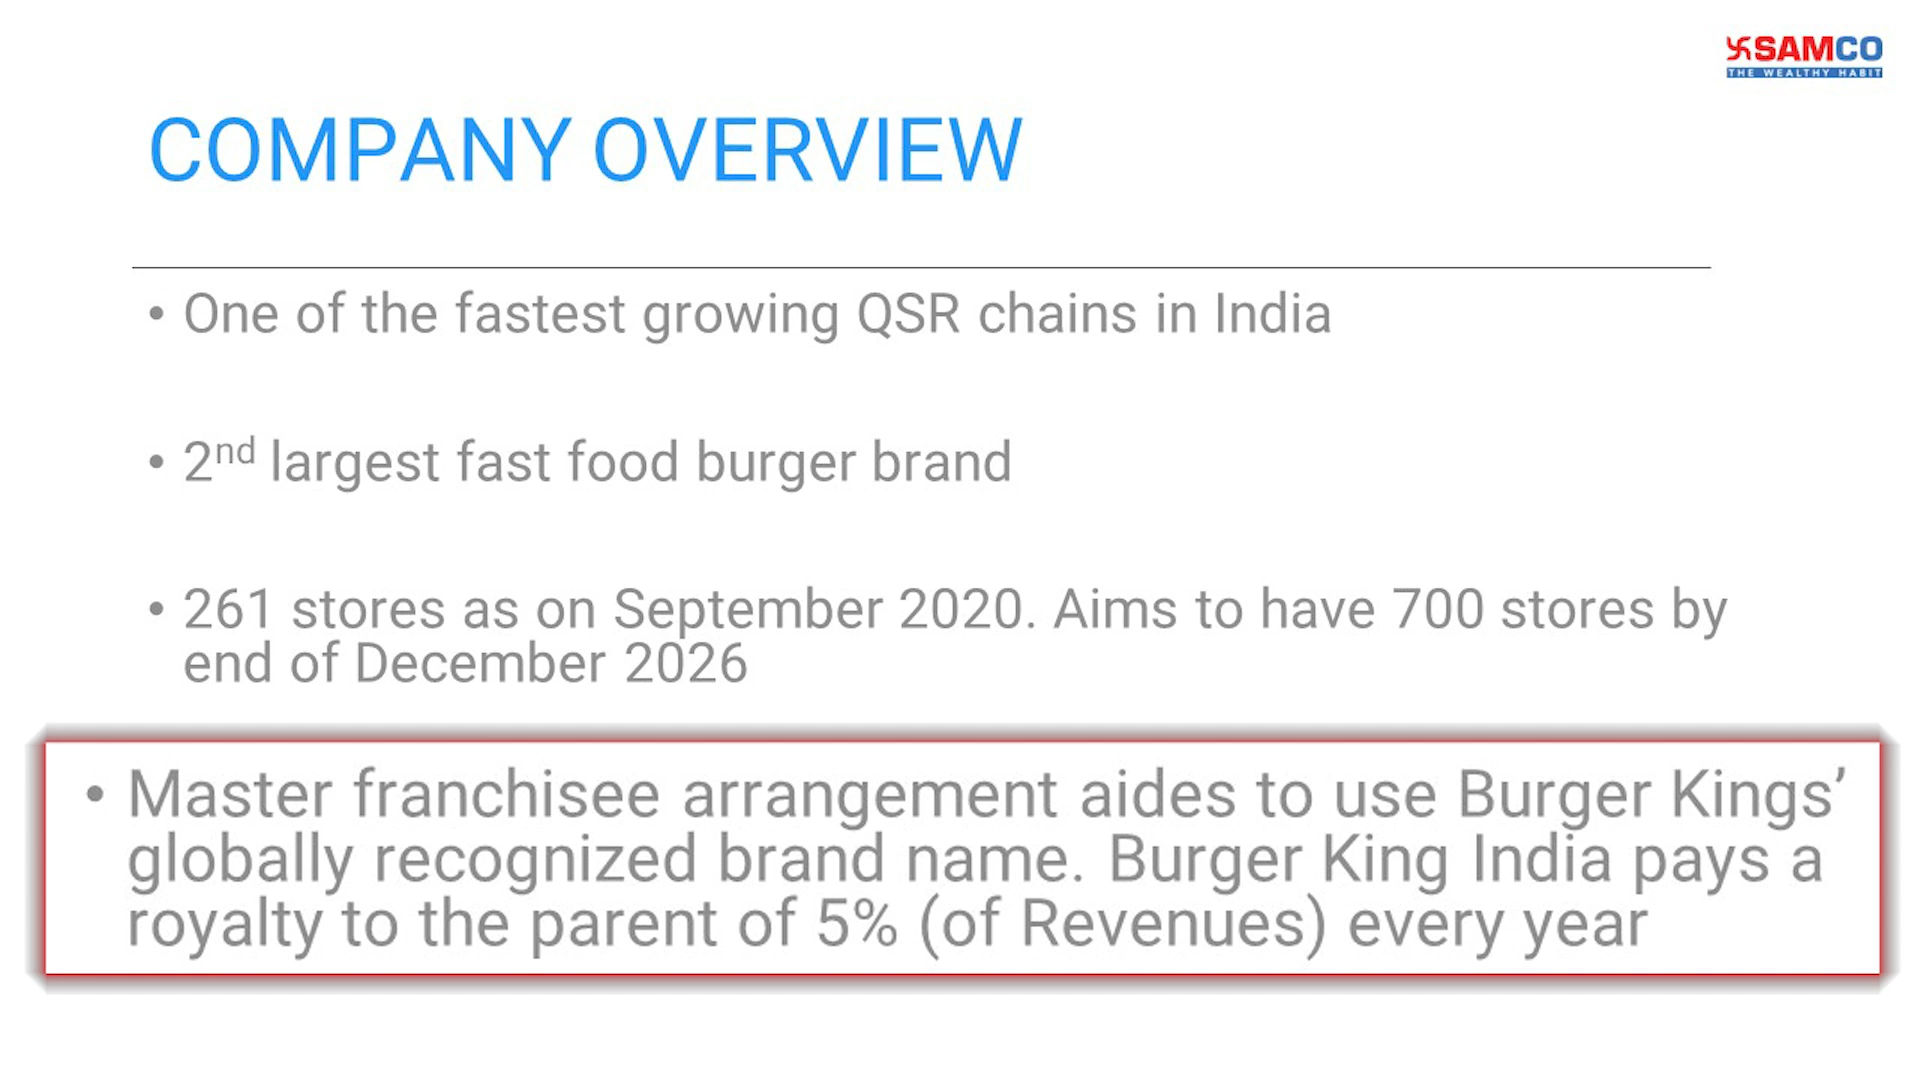 SAMCO
THE WEALTHY HABIT
COMPANY OVERVIEW
• One of the fastest growing QSR chains in India
• 2nd largest fast food burger brand
• 261 stores as on September 2020. Aims to have 700 stores by
end of December 2026
• Master franchisee arrangement aides to use Burger Kings’
globally recognized brand name. Burger King India pays a
royalty to the parent of 5% (of Revenues) every year